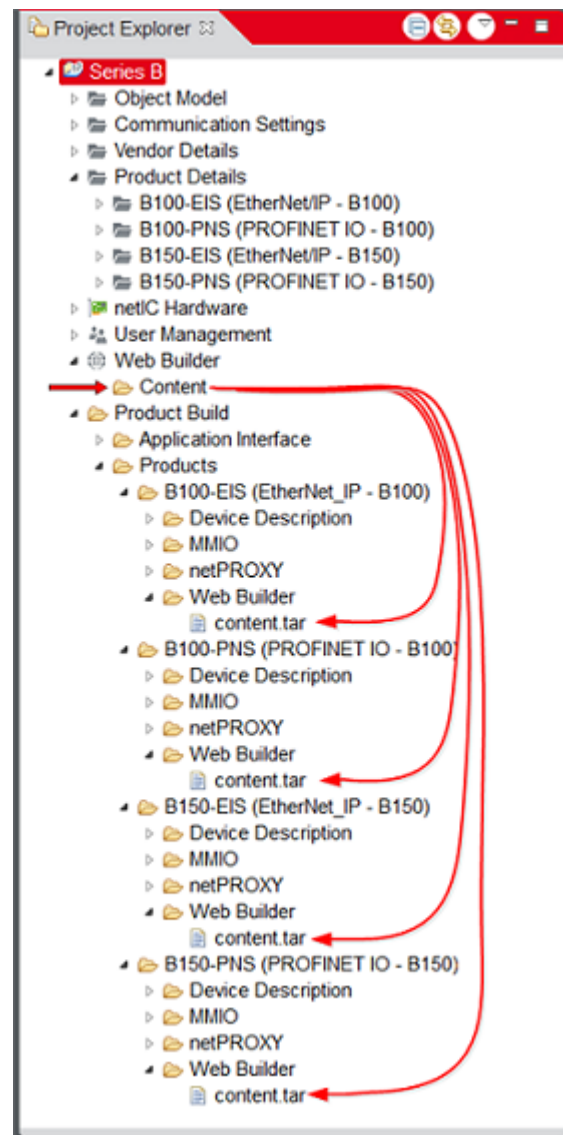 Project Explorer
Series B
Object Model
Communication Settings
Vendor Details
Product Details
B100-EIS (EtherNet/IP - B100)
B100-PNS (PROFINET IO - B100)
B150-EIS (EtherNet/IP - B150)
B150-PNS (PROFINET IO - B150)
netIC Hardware
User Management
Web Builder
Content
Product Build
Application Interface
Products
B100-EIS (EtherNet_IP - B100)
Device Description
MMIO
netPROXY
Web Builder
content.tar
B100-PNS (PROFINET IO - B100)
Device Description
MMIO
netPROXY
Web Builder
content.tar
B150-EIS (EtherNet_IP - B150)
Device Description
MMIO
netPROXY
Web Builder
content.tar
B150-PNS (PROFINET IO - B150)
Device Description
MMIO
netPROXY
Web Builder
content.tar